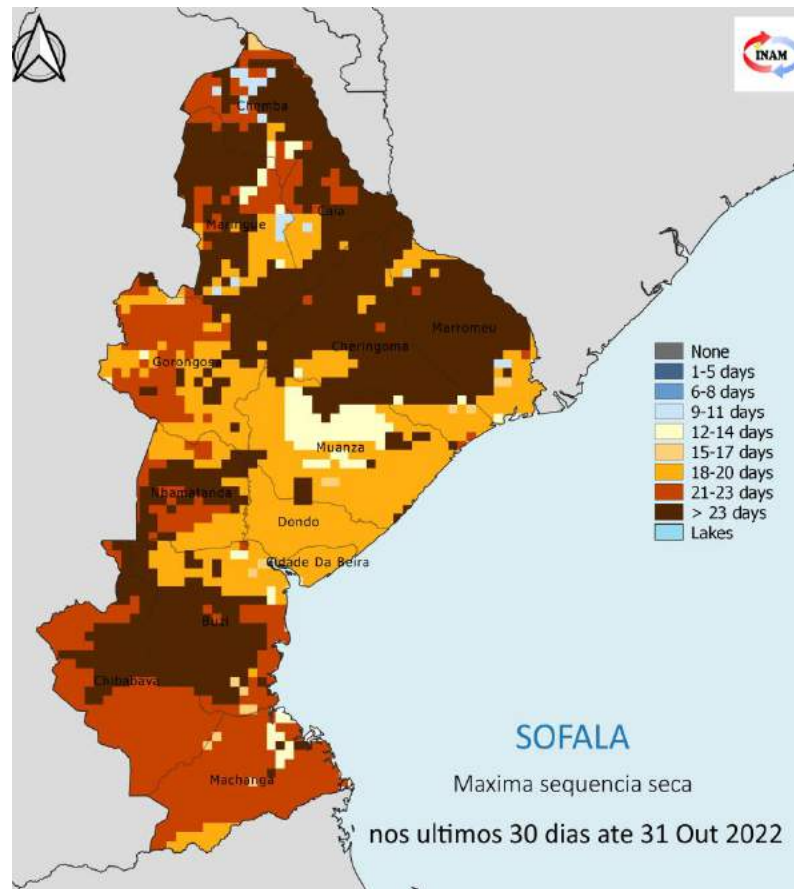 INAM
Chemba
Caia
Maringue
Marromeu
Cheringoma
Gorongosa
Muanza
Nhamatanda
Dondo
Cidade Da Beira
Buzi
Chibabava
Machanga
None
1-5 days
6-8 days
9-11 days
12-14 days
15-17 days
18-20 days
21-23 days
> 23 days
Lakes
SOFALA
Maxima sequencia seca
nos ultimos 30 dias ate 31 Out 2022